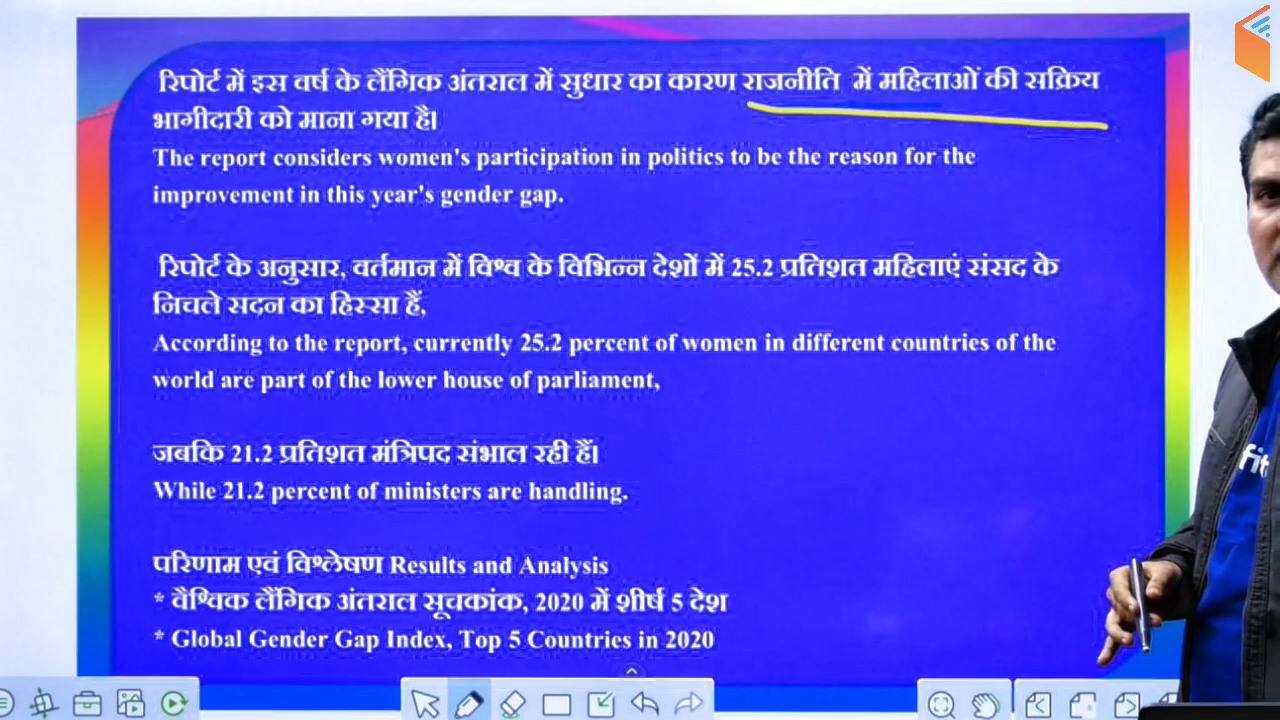 रिपोर्ट में इस वर्ष के लैंगिक अंतराल में सुधार का कारण राजनीति में महिलाओं की सक्रिय
भागीदारी को माना गया है।
The report considers women's participation in politics to be the reason for the
improvement in this year's gender gap.
रिपोर्ट के अनुसार, वर्तमान में विश्व के विभिन्न देशों में 25.2 प्रतिशत महिलाएं संसद के
निचले सदन का हिस्सा हैं,
According to the report, currently 25.2 percent of women in different countries of the
world are part of the lower house of parliament,
जबकि 21.2 प्रतिशत मंत्रिपद संभाल रही हैं।
While 21.2 percent of ministers are handling.
परिणाम एवं विश्लेषण Results and Analysis
* वैश्विक लैंगिक अंतराल सूचकांक, 2020 में शीर्ष 5 देश
* Global Gender Gap Index, Top 5 Countries in 2020